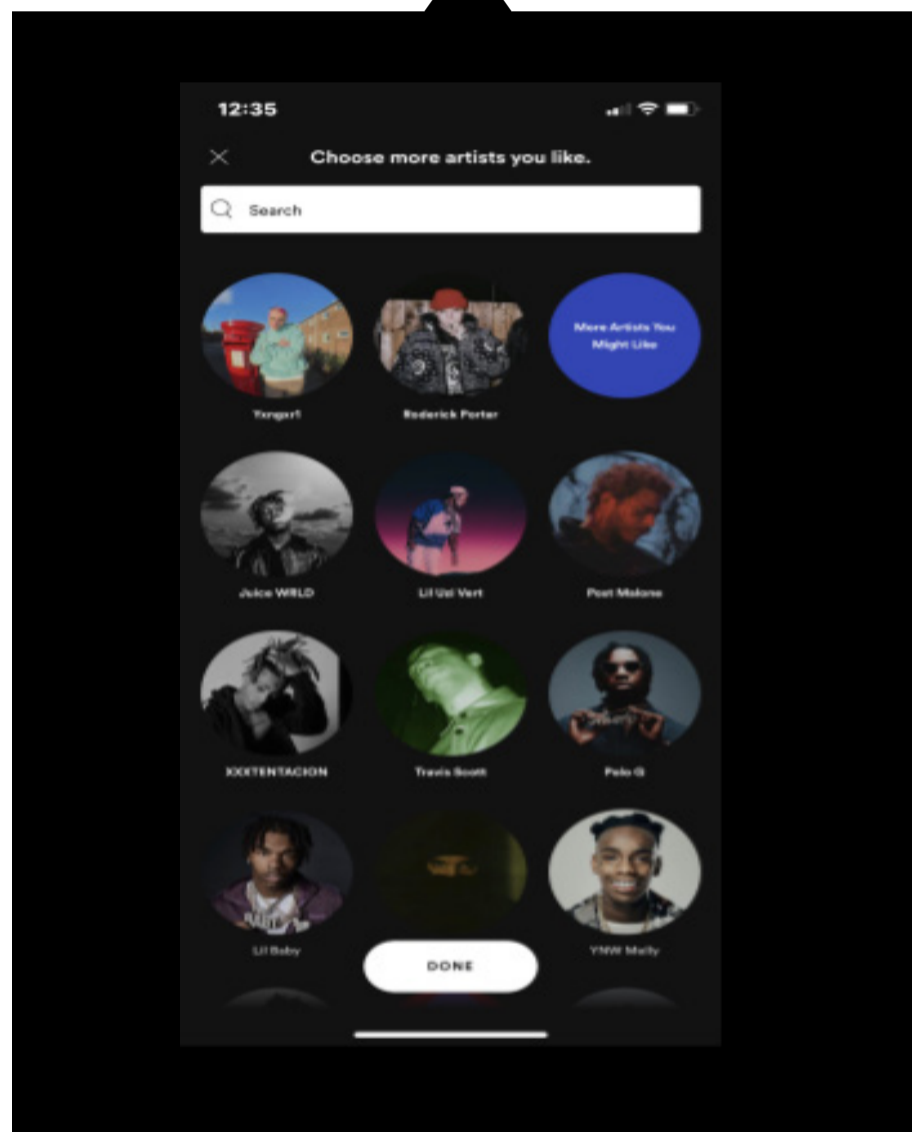 12:35
Choose more artists you like.
Search
More Artists You
Might Like
Yxngxr1
Roderick Porter
Juice WRLD
Lil Uzi Vert
Post Malone
XXXTENTACION
Travis Scott
Polo G
Lil Baby
YNW Melly
DONE